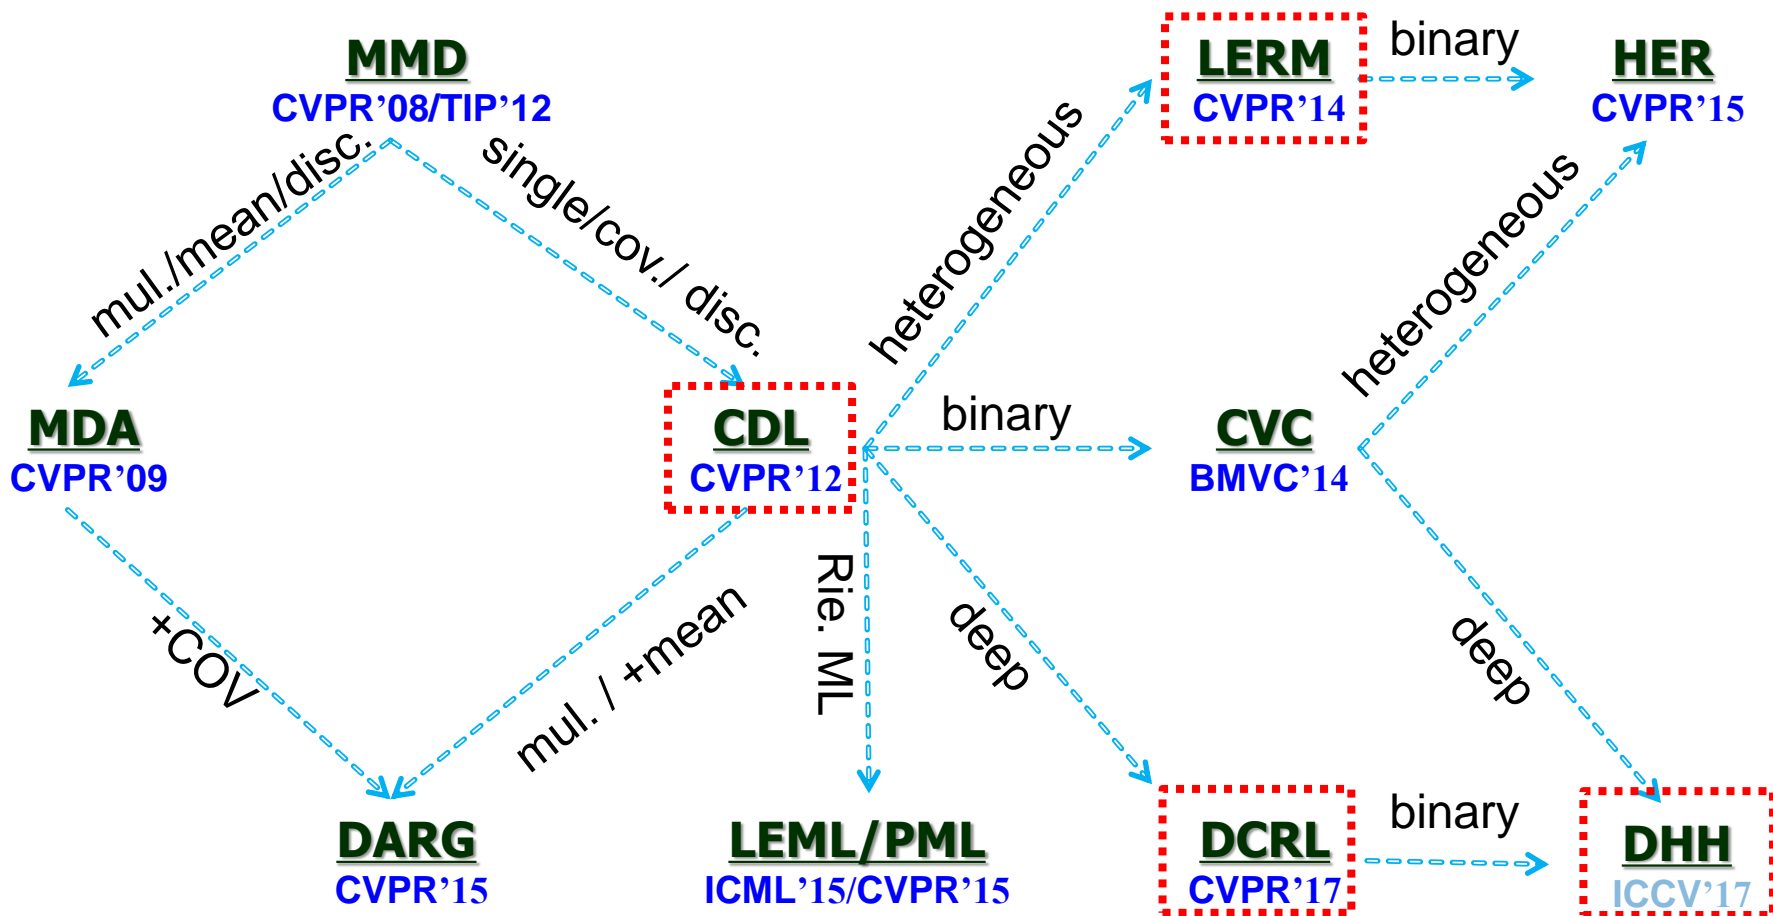 MMD
CVPR’08/TIP’12
LERM
CVPR’14
binary
HER
CVPR’15
mul./mean/disc.
single/cov./ disc.
heterogeneous
heterogeneous
MDA
CVPR’09
CDL
CVPR’12
binary
CVC
BMVC’14
+COV
mul. / +mean
Rie. ML
deep
deep
DARG
CVPR’15
LEML/PML
ICML’15/CVPR’15
DCRL
CVPR’17
binary
DHH
ICCV’17